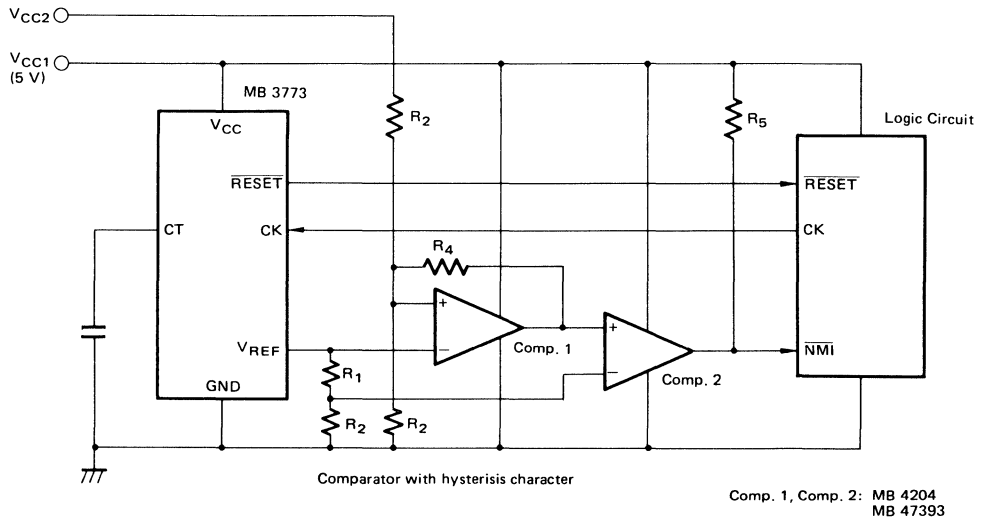 VCC2
VCC1
(5 V)
MB 3773
VCC
R2
R5
Logic Circuit
RESET
RESET
CT
CK
CK
R4
+
−
Comp. 1
+
−
Comp. 2
VREF
NMI
R1
GND
R2
R2
Comparator with hysterisis character
Comp. 1, Comp. 2: MB 4204
MB 47393